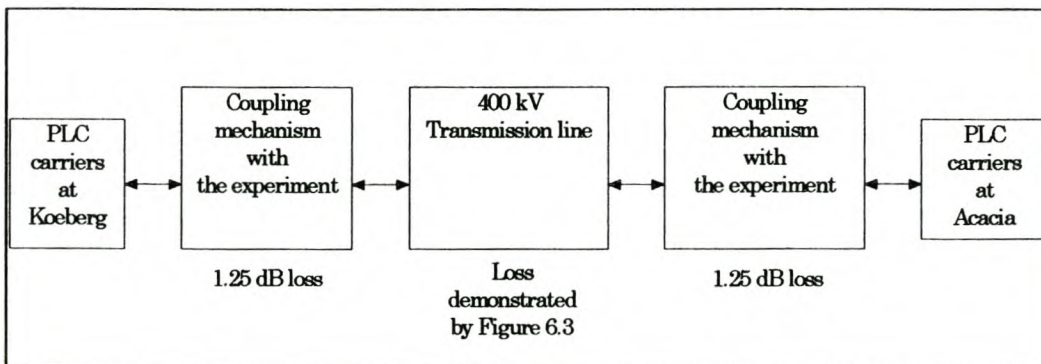 PLC
carriers
at
Koeberg
Coupling
mechanism
with
the experiment
1.25 dB loss
400 kV
Transmission line
Loss
demonstrated
by Figure 6.3
Coupling
mechanism
with
the experiment
1.25 dB loss
PLC
carriers
at
Acacia